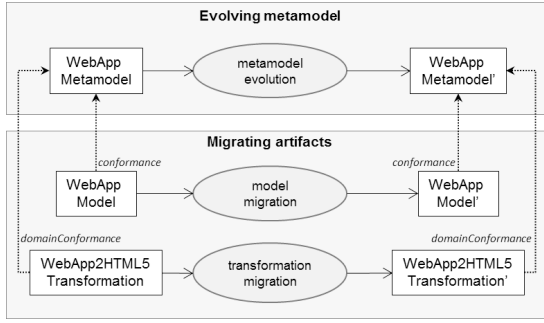 Evolving metamodel
WebApp
Metamodel
metamodel
evolution
WebApp
Metamodel'
Migrating artifacts
conformance
conformance
WebApp
Model
model
migration
WebApp
Model'
domainConformance
domainConformance
WebApp2HTML5
Transformation
transformation
migration
WebApp2HTML5
Transformation'